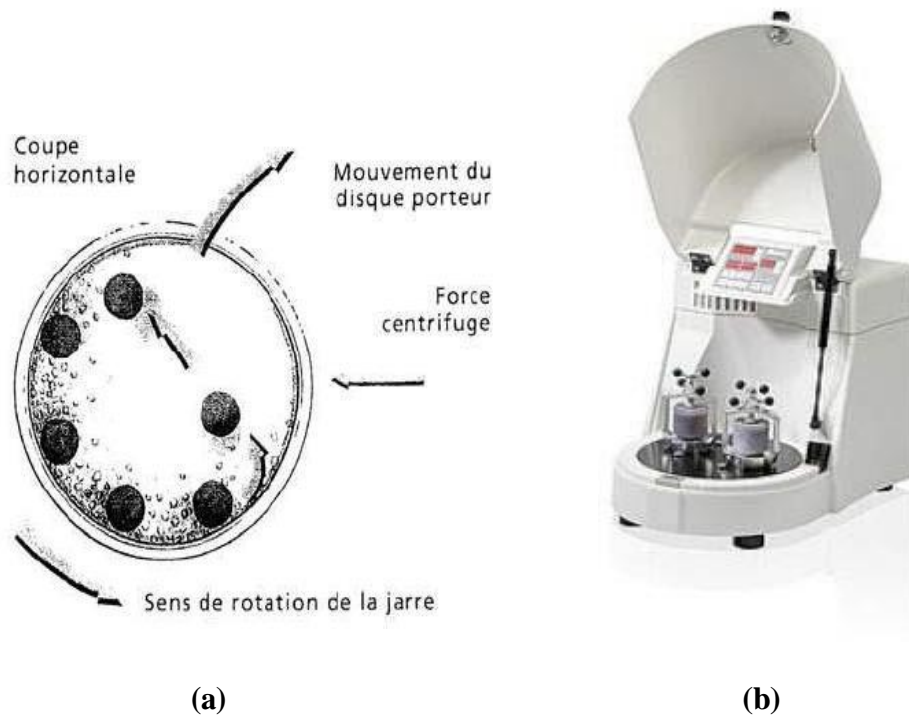 Coupe
horizontale
Mouvement du
disque porteur
Force
centrifuge
Sens de rotation de la jarre
(a)
(b)